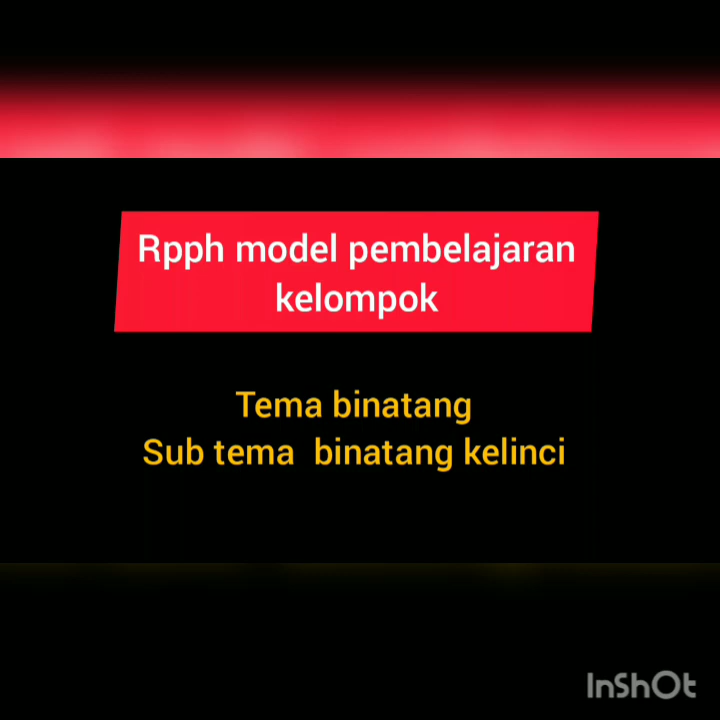 Rpph model pembelajaran
kelompok
Tema binatang
Sub tema binatang kelinci
InShOt